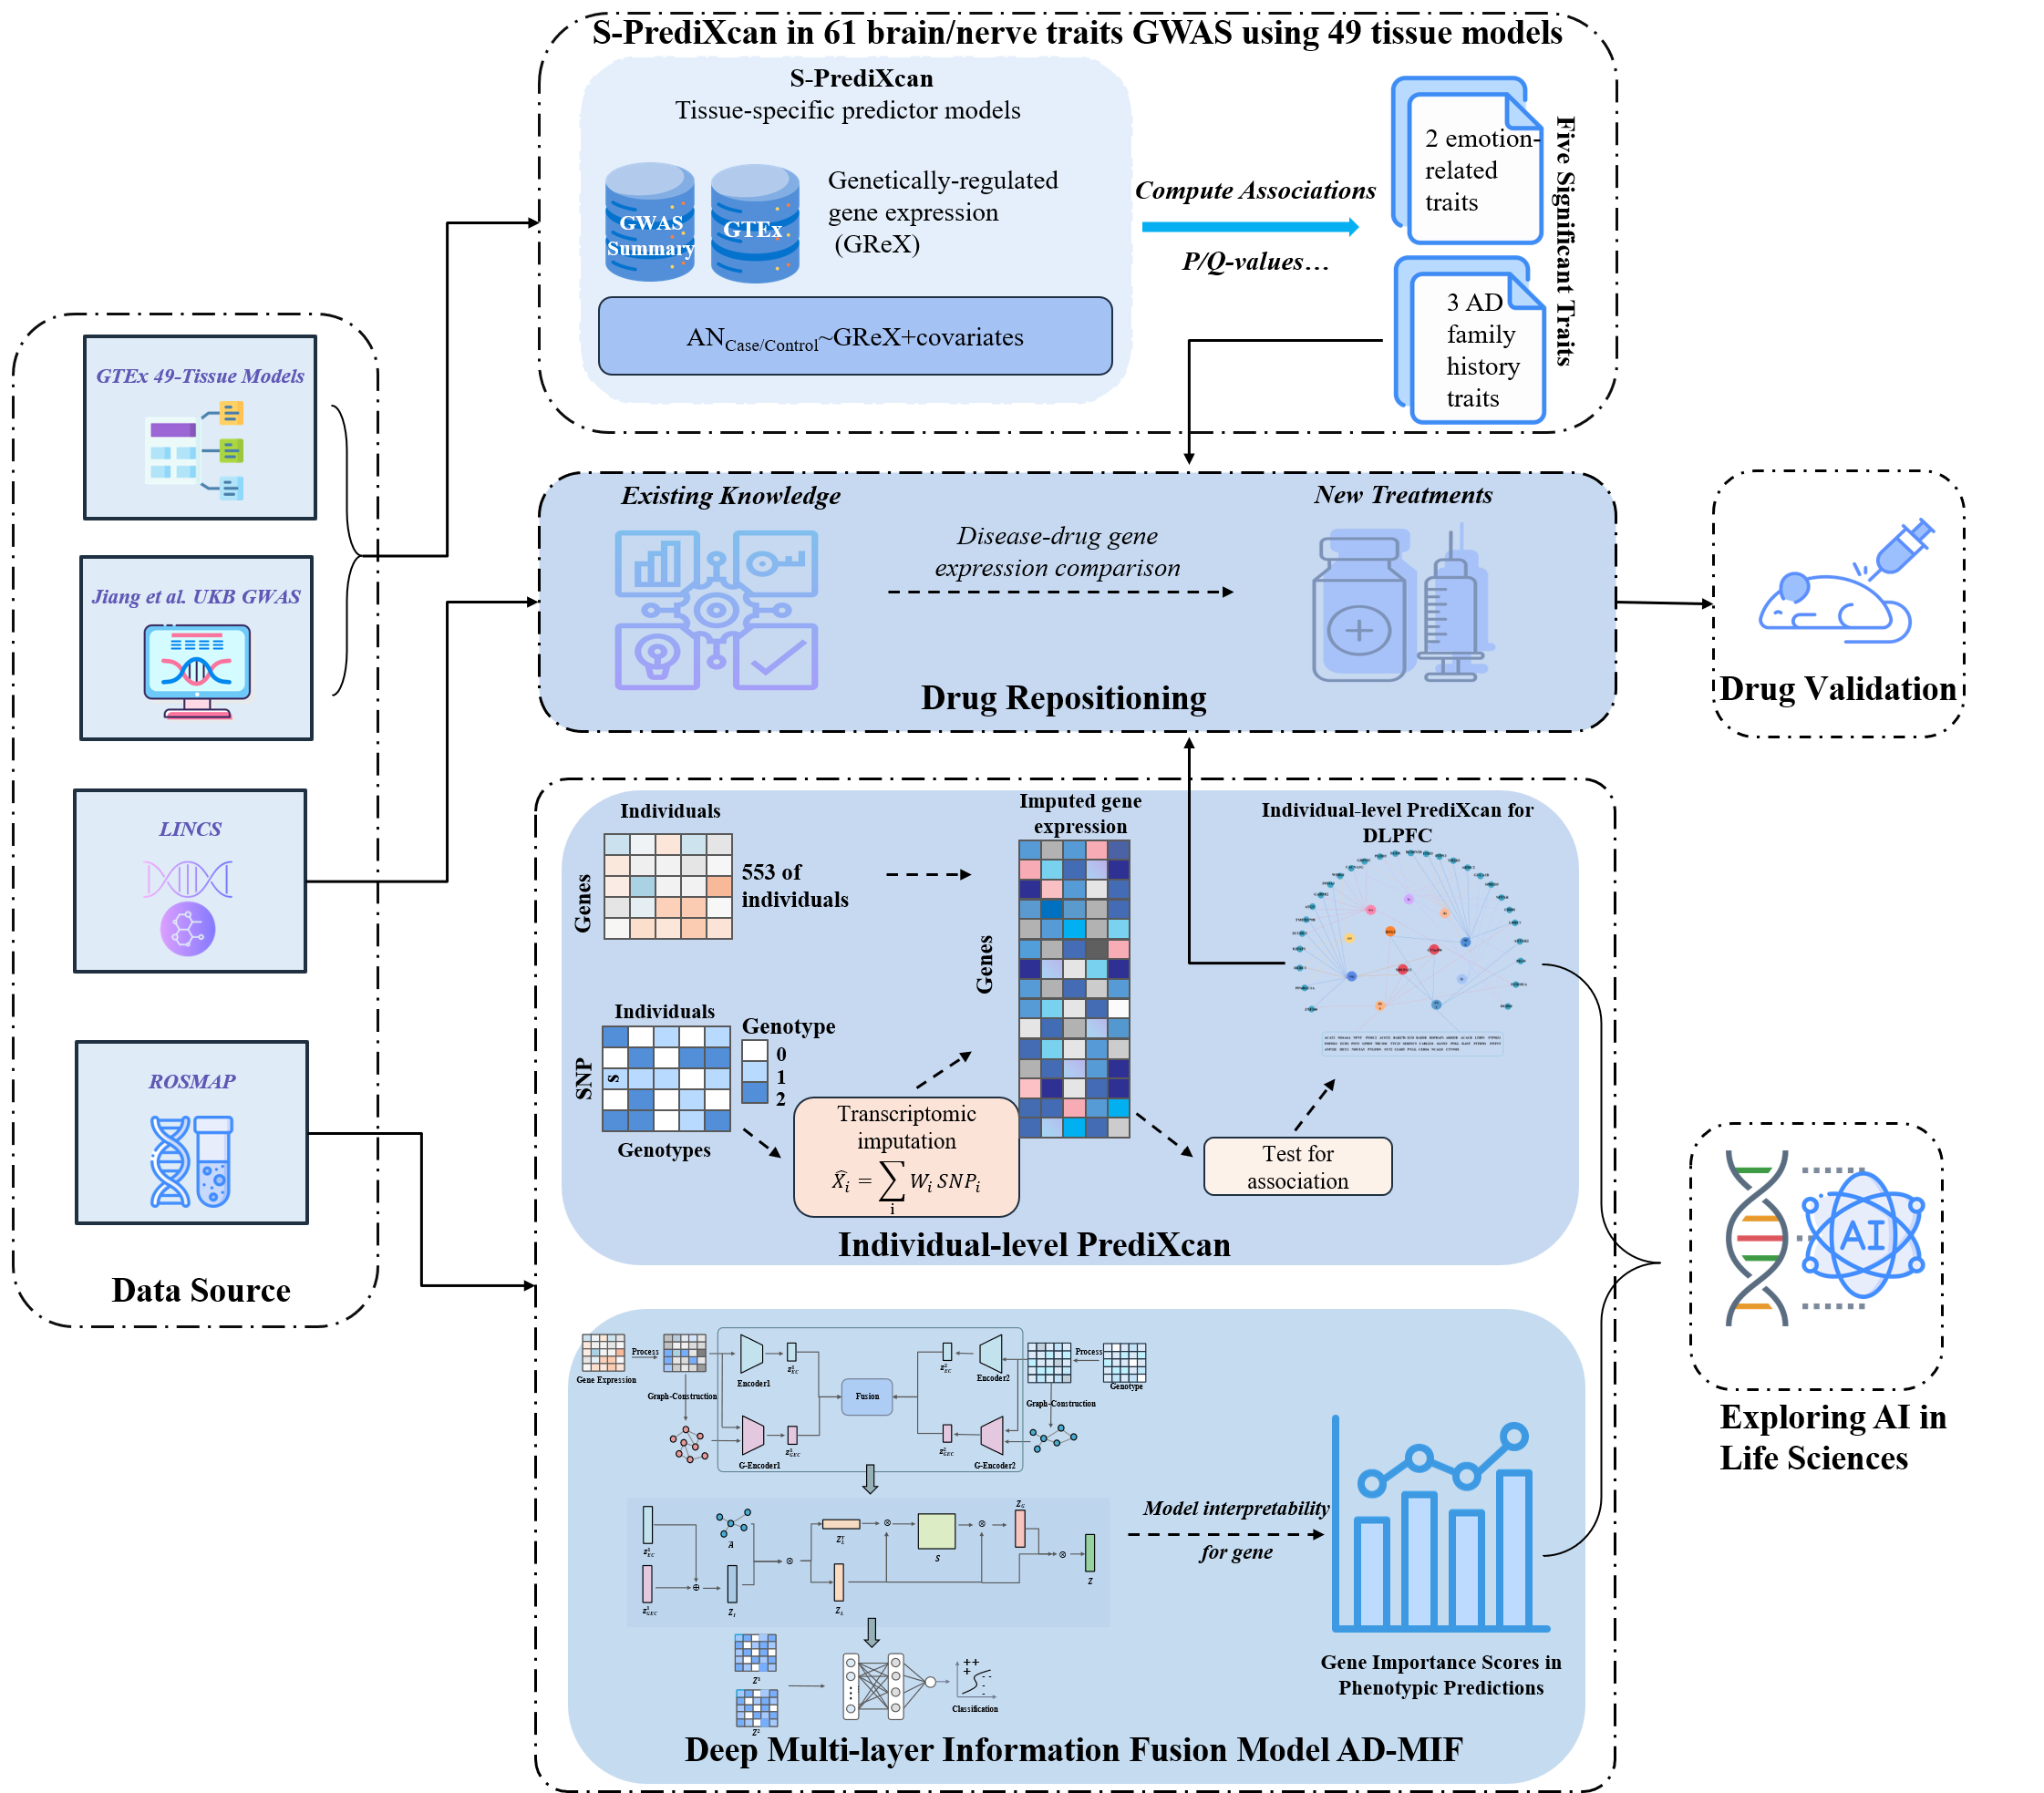 S-PrediXcan in 61 brain/nerve traits GWAS using 49 tissue models
S-PrediXcan
Tissue-specific predictor models
GWAS
Summary
GTEx
Genetically-regulated
gene expression
(GReX)
AN Case/Control~GReX+covariates
Compute Associations
P/Q-values…
2 emotion-
related
traits
3 AD
family
history
traits
Five Significant Traits
GTEx 49-Tissue Models
Jiang et al. UKB GWAS
LINCS
ROSMAP
Data Source
Existing Knowledge
Disease-drug gene
expression comparison
New Treatments
Drug Repositioning
Drug Validation
Individuals
Genes
553 of
individuals
Individuals
SNP
s
Genotype
0
1
2
Genotypes
Transcriptomic
imputation
X̂i = ∑i Wi SNPi
Imputed gene
expression
Genes
Test for
association
Individual-level PrediXcan for
DLPFC
Individual-level PrediXcan
Gene Expression
Process
Graph-Construction
Encoder1
G-Encoder1
Fusion
Encoder2
G-Encoder2
Process
Genotype
Graph-Construction
A
S
Z
Classification
Model interpretability
for gene
Gene Importance Scores in
Phenotypic Predictions
Deep Multi-layer Information Fusion Model AD-MIF
Exploring AI in
Life Sciences
AI